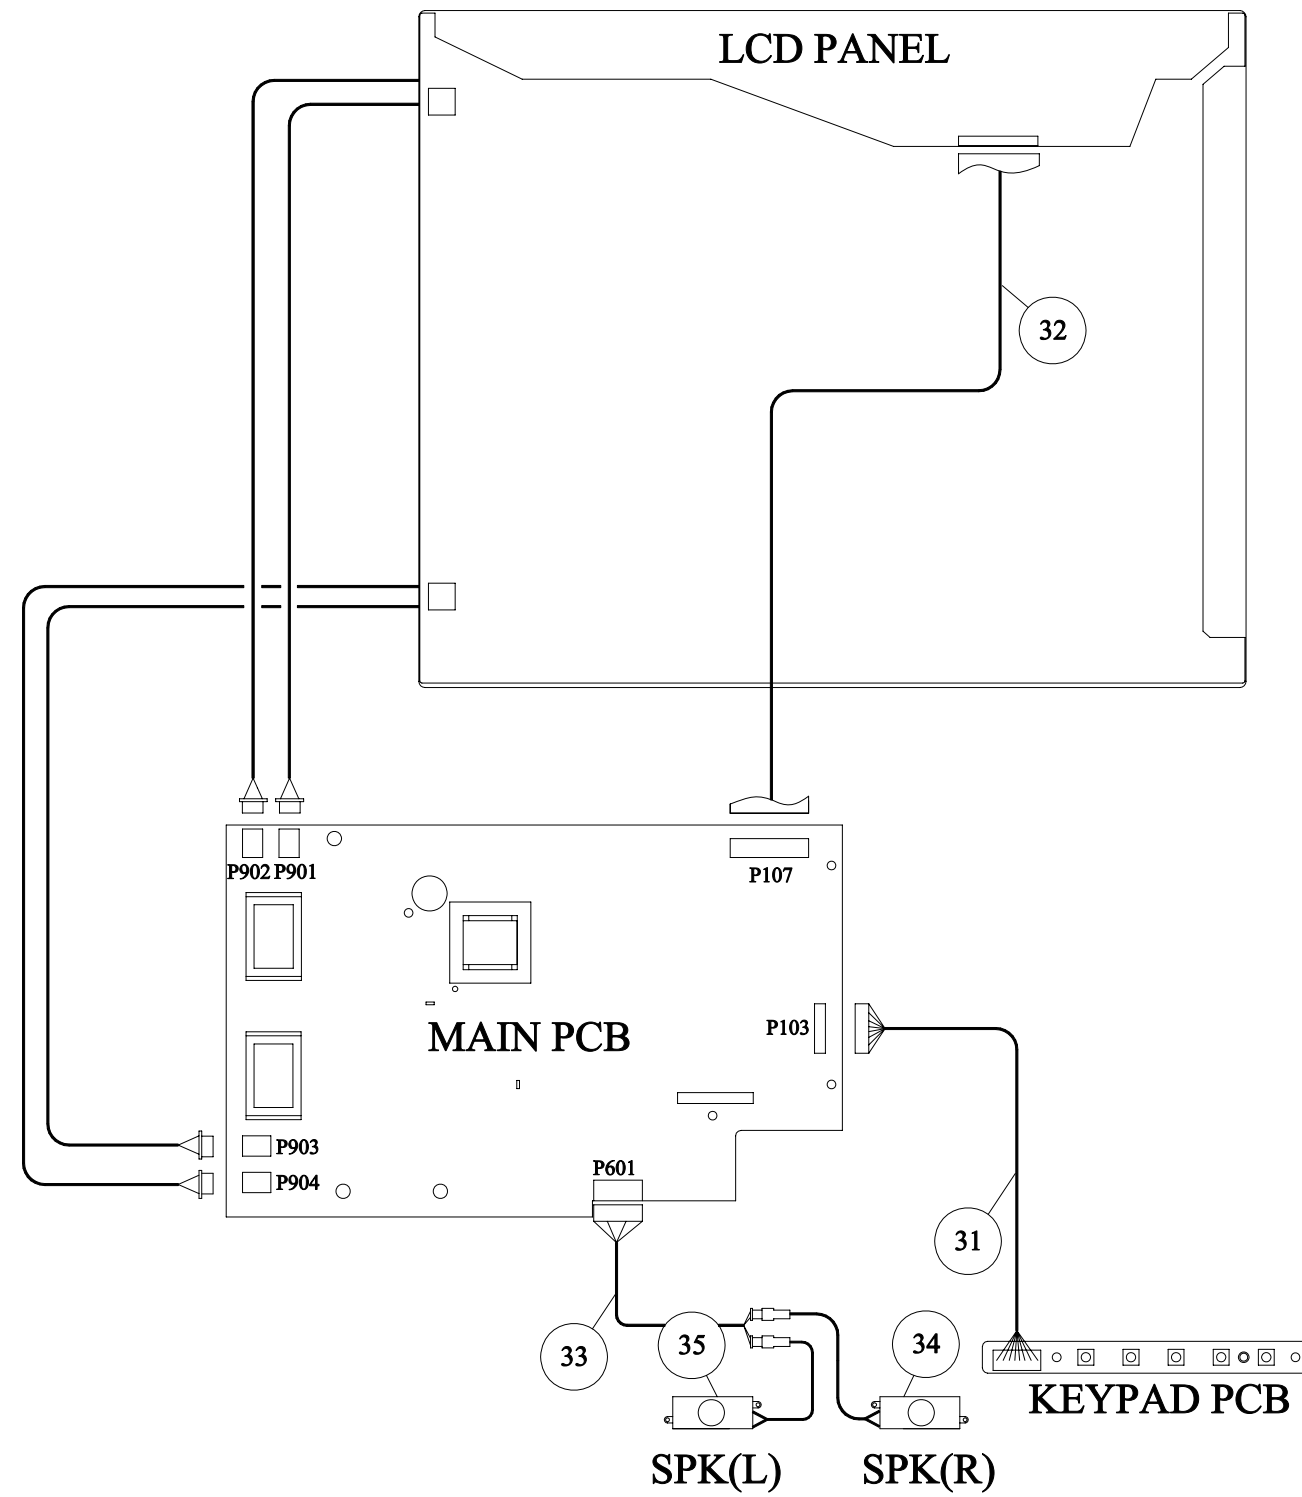 LCD PANEL
32
P902 P901
P107
P103
MAIN PCB
P903
P601
P904
31
33
35
34
KEYPAD PCB
SPK(L)
SPK(R)